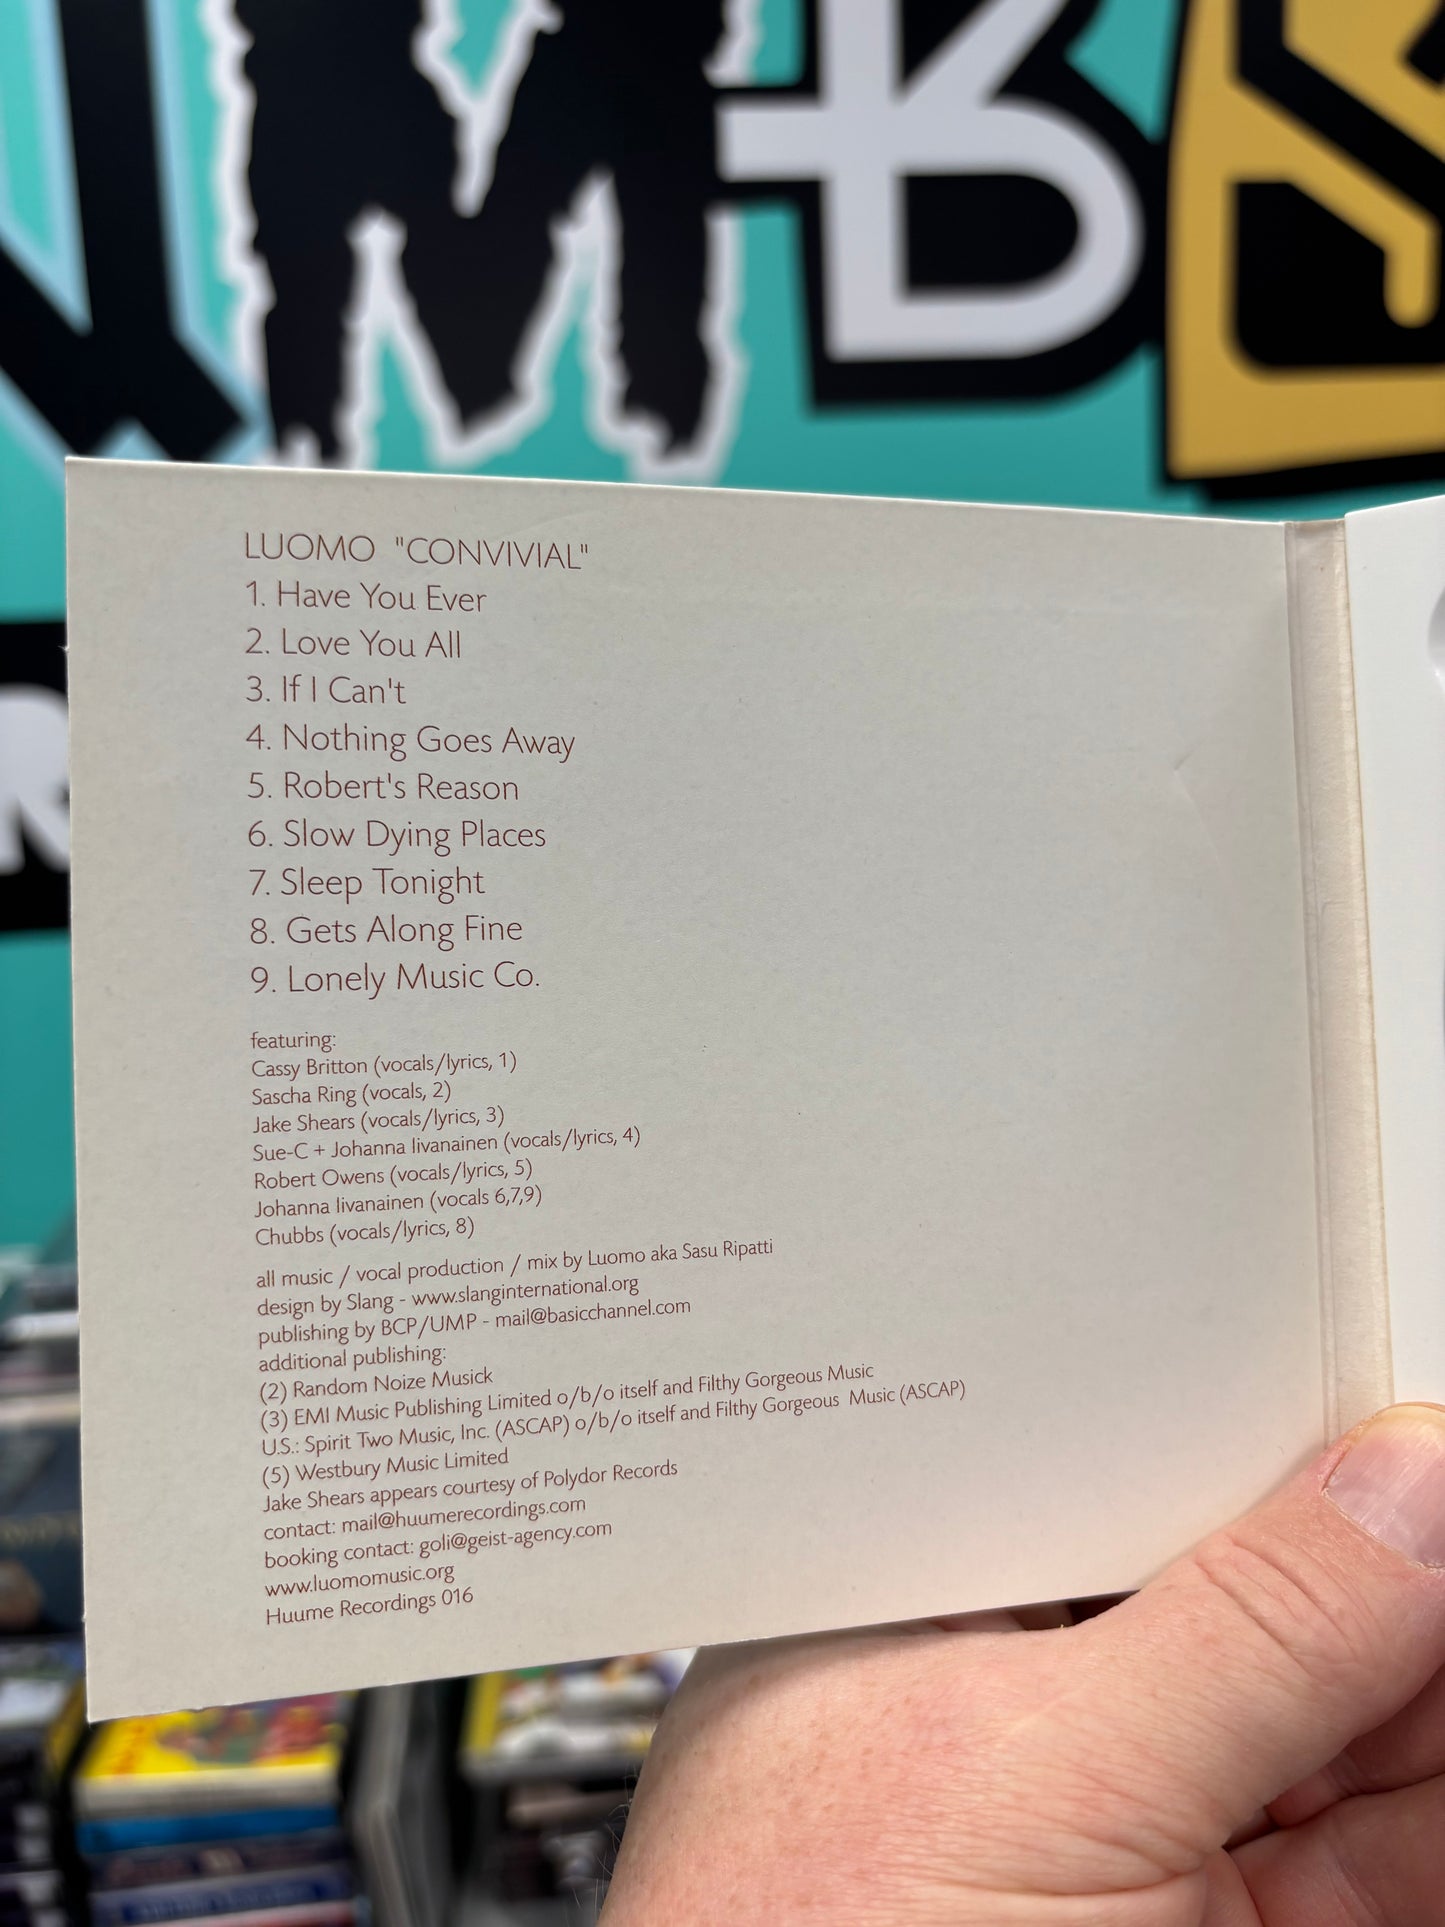 MB
LUOMO "CONVIVIAL"
1. Have You Ever
2. Love You All
3. If I Can't
4. Nothing Goes Away
5. Robert's Reason
6. Slow Dying Places
7. Sleep Tonight
8. Gets Along Fine
9. Lonely Music Co.
featuring:
Cassy Britton (vocals/lyrics, 1)
Sascha Ring (vocals, 2)
Jake Shears (vocals/lyrics, 3)
Sue-C + Johanna Iivanainen (vocals/lyrics, 4)
Robert Owens (vocals/lyrics, 5)
Johanna Iivanainen (vocals 6,7,9)
Chubbs (vocals/lyrics, 8)
all music / vocal production / mix by Luomo aka Sasu Ripatti
design by Slang - www.slanginternational.org
publishing by BCP/UMP - mail@basicchannel.com
additional publishing:
(2) Random Noize Musick
(3) EMI Music Publishing Limited o/b/o itself and Filthy Gorgeous Music
U.S.: Spirit Two Music, Inc. (ASCAP) o/b/o itself and Filthy Gorgeous Music (ASCAP)
(5) Westbury Music Limited
Jake Shears appears courtesy of Polydor Records
contact: mail@huumerecordings.com
booking contact: goli@geist-agency.com
www.luomomusic.org
Huume Recordings 016